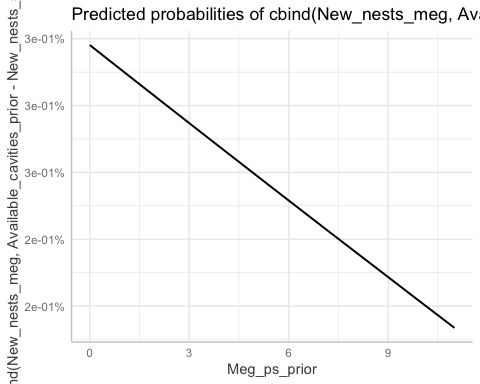 Predicted probabilities of cbind(New_nests_meg, Ava
nd(New_nests_meg, Available_cavities_prior - New_nests_
3e-01%
3e-01%
3e-01%
2e-01%
2e-01%
0 3 6 9
Meg_ps_prior